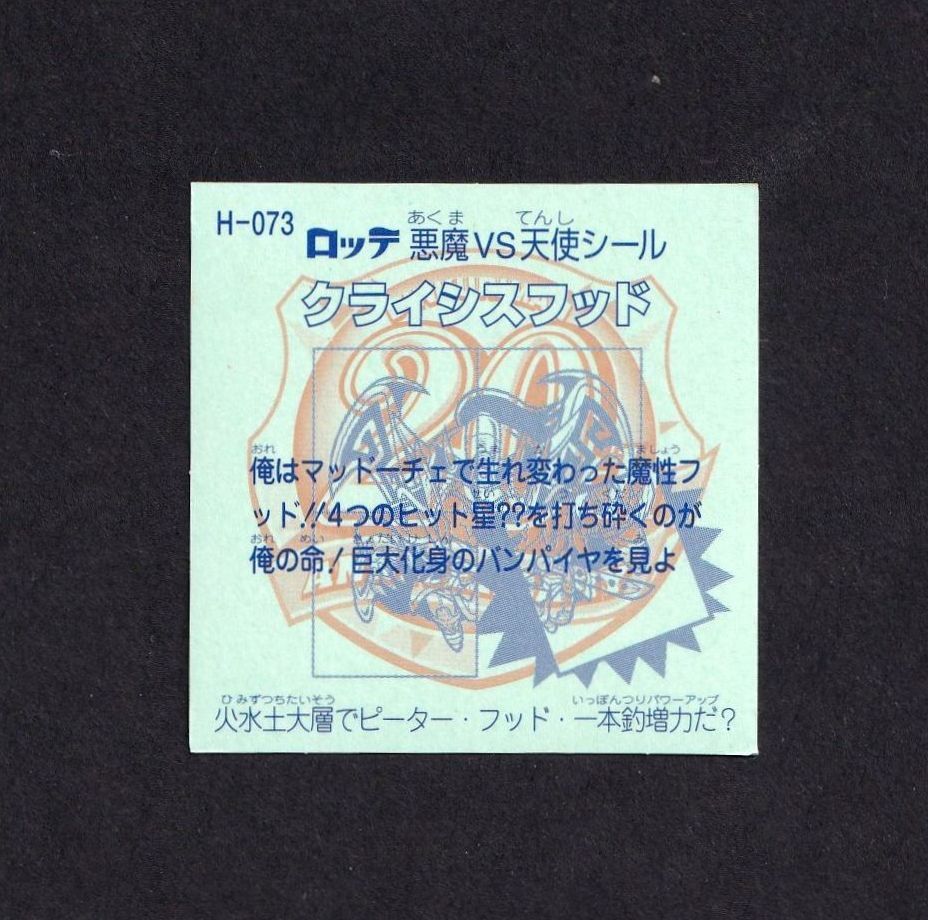 H-073
ロッテ 悪魔VS天使シール
クライシスフッド
20
俺はマッドーチェで生れ変わった魔性フ
ッド!!4つのヒット星??を打ち砕くのが
俺の命!巨大化身のバンパイヤを見よ
火水土大層でピーター・フッド・一本釣増力だ?